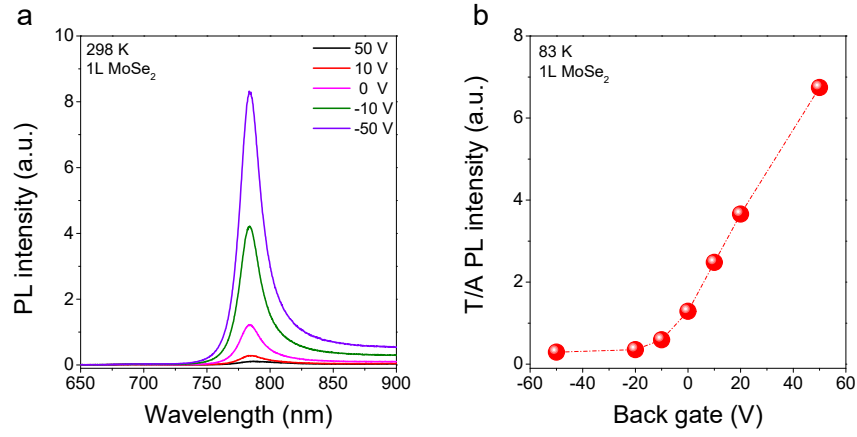 a
298 K
1L MoSe₂
50 V
10 V
0 V
-10 V
-50 V
PL intensity (a.u.)
10
8
6
4
2
0
650 700 750 800 850 900
Wavelength (nm)
b
83 K
1L MoSe₂
T/A PL intensity (a.u.)
8
6
4
2
0
-60 -40 -20 0 20 40 60
Back gate (V)